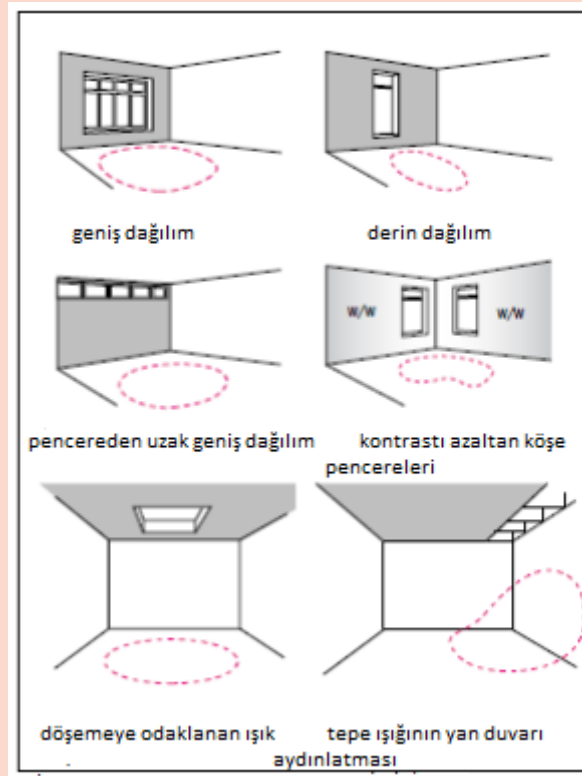 geniş dağılım derin dağılım
W/W W/W
pencereden uzak geniş dağılım kontrastı azaltan köşe
pencereleri
döşemeye odaklanan ışık tepe ışığının yan duvarı
aydınlatması